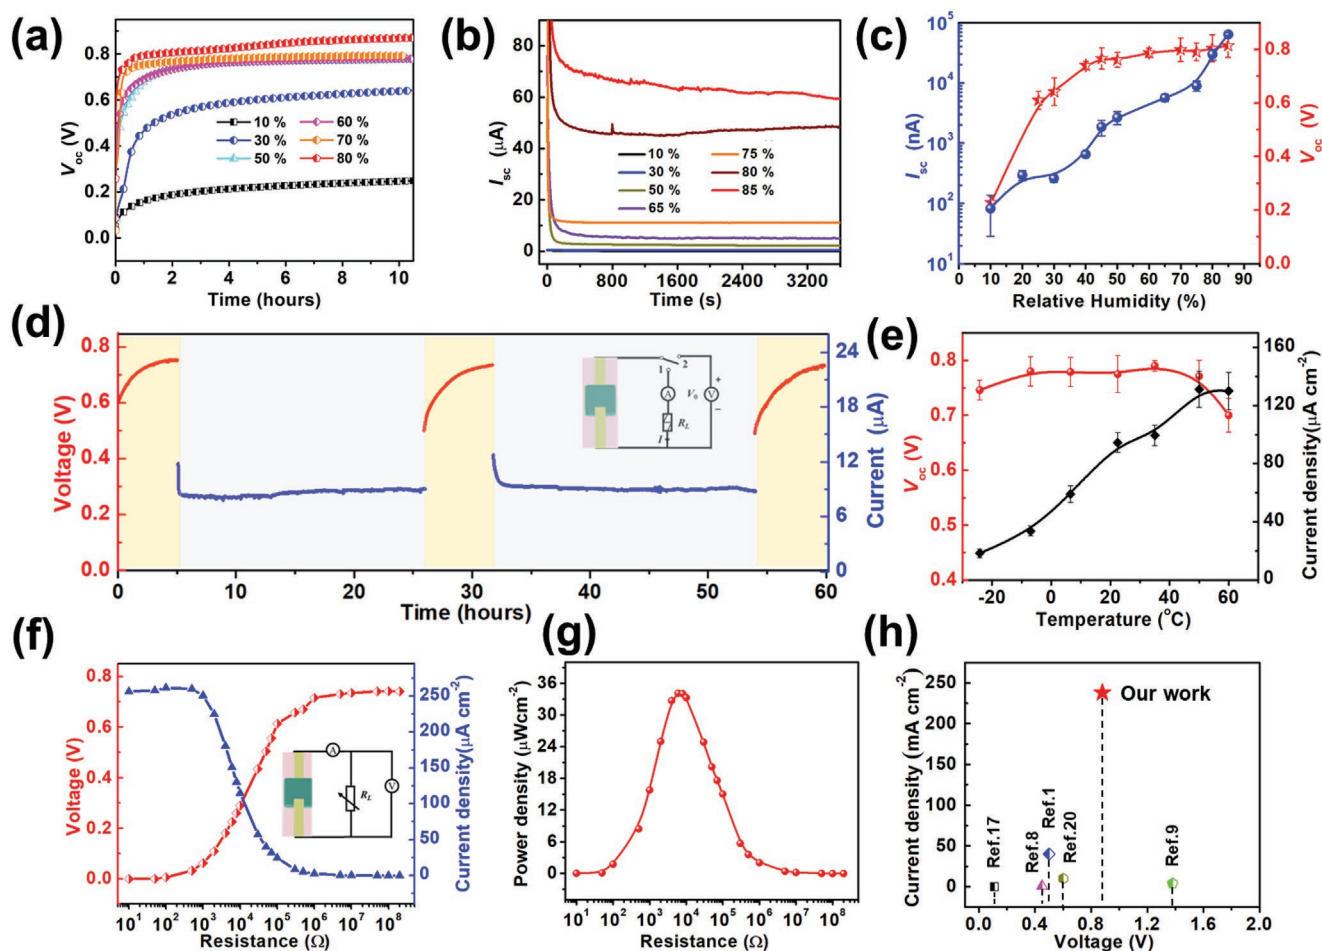 (a)
V_oc (V)
0.8
0.6
0.4
0.2
0.0
10 %
30 %
50 %
60 %
70 %
80 %
0 2 4 6 8 10
Time (hours)
(b)
I_sc (μA)
80
60
40
20
0
10 %
30 %
50 %
65 %
75 %
80 %
85 %
0 800 1600 2400 3200
Time (s)
(c)
I_sc (nA)
10^5
10^4
10^3
10^2
10^1
0 10 20 30 40 50 60 70 80 90
Relative Humidity (%)
0.8
0.6
0.4
0.2
0.0
V_oc (V)
(d)
Voltage (V)
0.8
0.6
0.4
0.2
0.0
1 2
A
V_0
V
+
−
R_L
I
0 10 20 30 40 50 60
Time (hours)
24
18
12
6
0
Current (μA)
(e)
V_oc (V)
0.8
0.7
0.6
0.5
0.4
-20 0 20 40 60
Temperature (°C)
160
120
80
40
0
Current density(μA cm^-2)
(f)
Voltage (V)
0.8
0.6
0.4
0.2
0.0
A
R_L
V
10^1 10^2 10^3 10^4 10^5 10^6 10^7 10^8
Resistance (Ω)
250
200
150
100
50
0
Current density(μA cm^-2)
(g)
Power density (μWcm^-2)
36
30
24
18
12
6
0
10^1 10^2 10^3 10^4 10^5 10^6 10^7 10^8
Resistance (Ω)
(h)
Current density( mA cm^-2)
250
200
150
100
50
0
Our work
Ref.17
Ref.8
Ref.1
Ref.20
Ref.9
0.0 0.4 0.8 1.2 1.6 2.0
Voltage (V)